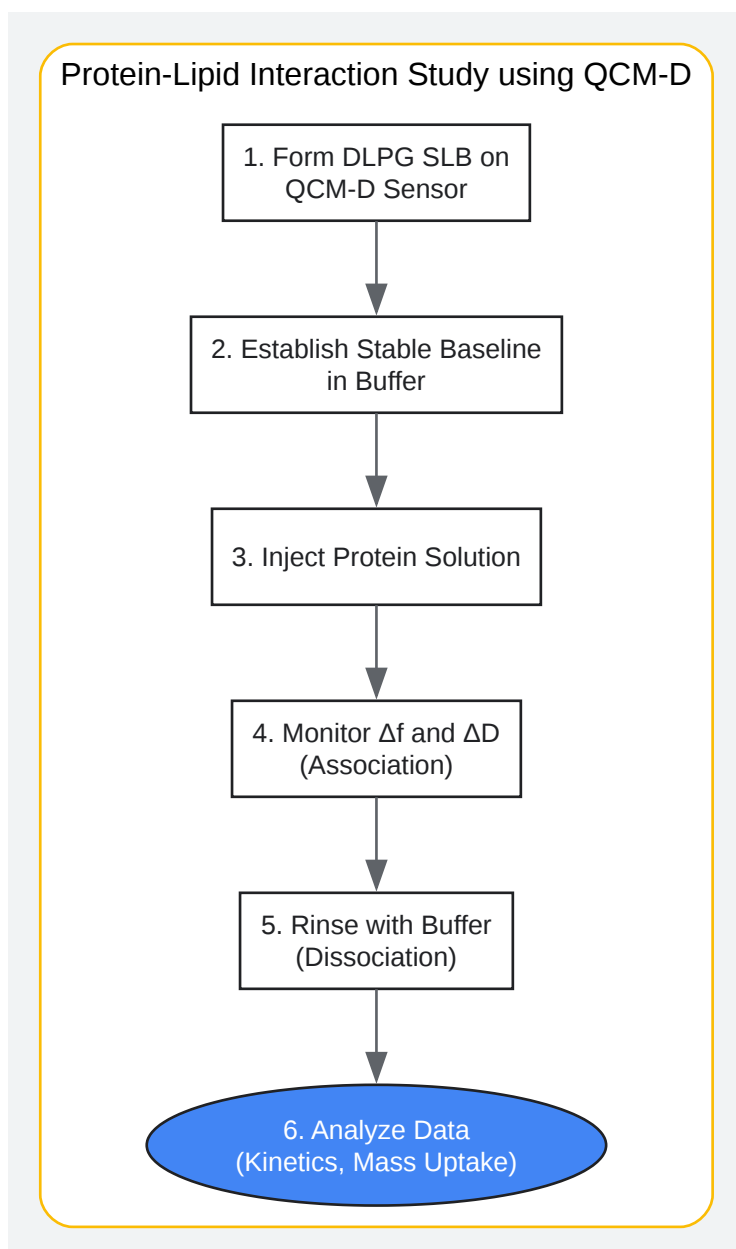 Protein-Lipid Interaction Study using QCM-D
1. Form DLPG SLB on
QCM-D Sensor
2. Establish Stable Baseline
in Buffer
3. Inject Protein Solution
4. Monitor Δf and ΔD
(Association)
5. Rinse with Buffer
(Dissociation)
6. Analyze Data
(Kinetics, Mass Uptake)